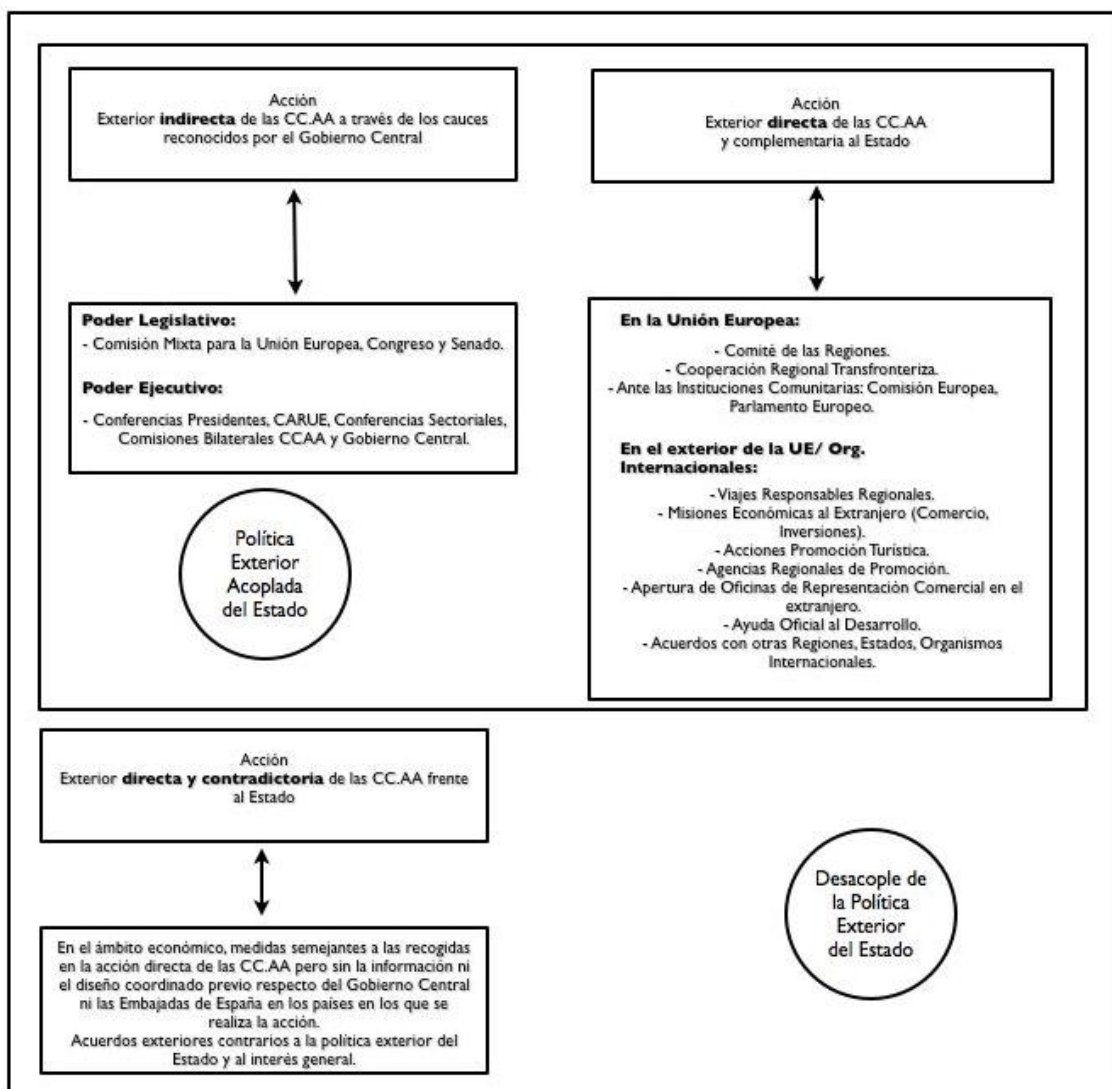 Acción
Exterior indirecta de las CC.AA a través de los cauces
reconocidos por el Gobierno Central
Acción
Exterior directa de las CC.AA
y complementaria al Estado
Poder Legislativo:
- Comisión Mixta para la Unión Europea, Congreso y Senado.
Poder Ejecutivo:
- Conferencias Presidentes, CARUE, Conferencias Sectoriales,
Comisiones Bilaterales CCAA y Gobierno Central.
En la Unión Europea:
- Comité de las Regiones.
- Cooperación Regional Transfronteriza.
- Ante las Instituciones Comunitarias: Comisión Europea,
Parlamento Europeo.
En el exterior de la UE/ Org.
Internacionales:
- Viajes Responsables Regionales.
- Misiones Económicas al Extranjero (Comercio,
Inversiones).
- Acciones Promoción Turística.
- Agencias Regionales de Promoción.
- Apertura de Oficinas de Representación Comercial en el
extranjero.
- Ayuda Oficial al Desarrollo.
- Acuerdos con otras Regiones, Estados, Organismos
Internacionales.
Política
Exterior
Acoplada
del Estado
Acción
Exterior directa y contradictoria de las CC.AA frente
al Estado
En el ámbito económico, medidas semejantes a las recogidas
en la acción directa de las CC.AA pero sin la información ni
el diseño coordinado previo respecto del Gobierno Central
ni las Embajadas de España en los países en los que se
realiza la acción.
Acuerdos exteriores contrarios a la política exterior del
Estado y al interés general.
Desacople de
la Política
Exterior
del Estado